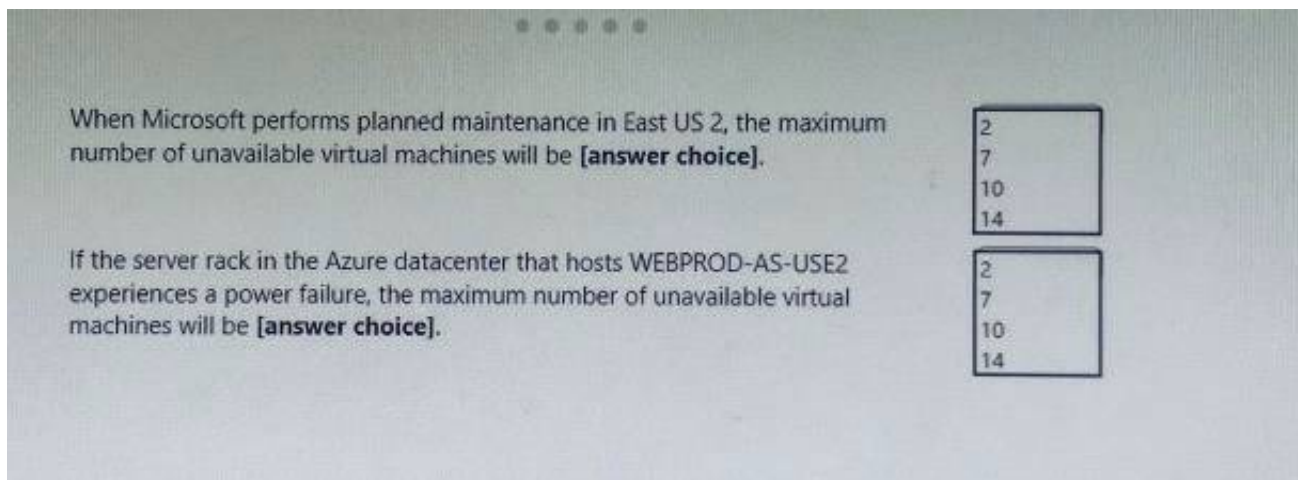 When Microsoft performs planned maintenance in East US 2, the maximum
number of unavailable virtual machines will be [answer choice].
2
7
10
14
If the server rack in the Azure datacenter that hosts WEBPROD-AS-USE2
experiences a power failure, the maximum number of unavailable virtual
machines will be [answer choice].
2
7
10
14